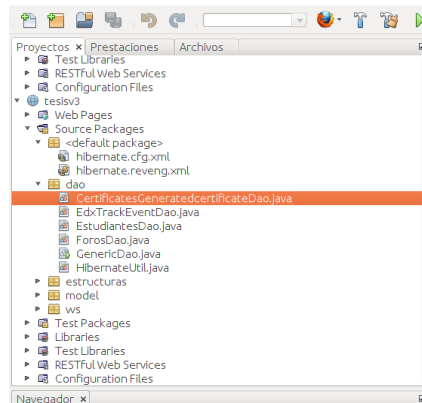 Proyectos × Prestaciones Archivos
Test Libraries
RESTful Web Services
Configuration Files
tesisv3
Web Pages
Source Packages
<default package>
hibernate.cfg.xml
hibernate.reveng.xml
dao
CertificatesGeneratedcertificateDao.java
EdxTrackEventDao.java
EstudiantesDao.java
ForosDao.java
GenericDao.java
HibernateUtil.java
estructuras
model
ws
Test Packages
Libraries
Test Libraries
RESTful Web Services
Configuration Files
Navegador ×